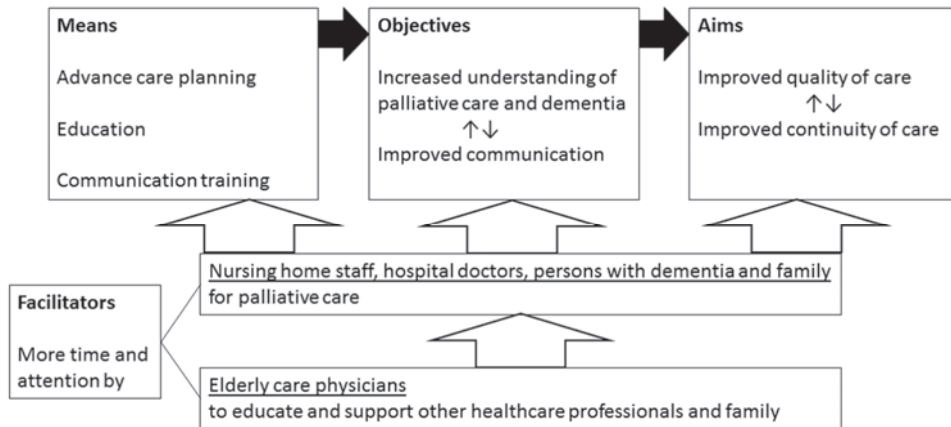 Means
Advance care planning
Education
Communication training
Objectives
Increased understanding of
palliative care and dementia
↑↓
Improved communication
Aims
Improved quality of care
↑↓
Improved continuity of care
Facilitators
More time and
attention by
Nursing home staff, hospital doctors, persons with dementia and family
for palliative care
Elderly care physicians
to educate and support other healthcare professionals and family